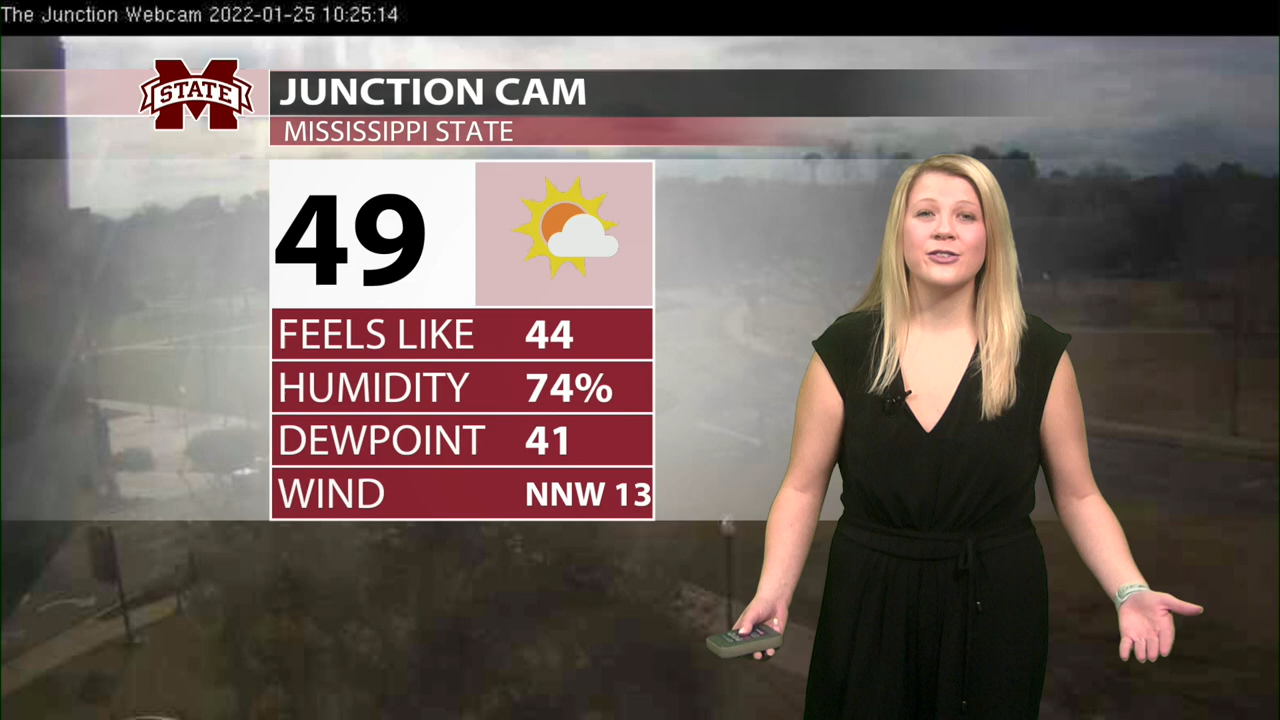 The Junction Webcam 2022-01-25 10:25:14
STATE
JUNCTION CAM
MISSISSIPPI STATE
49
FEELS LIKE 44
HUMIDITY 74%
DEWPOINT 41
WIND NNW 13